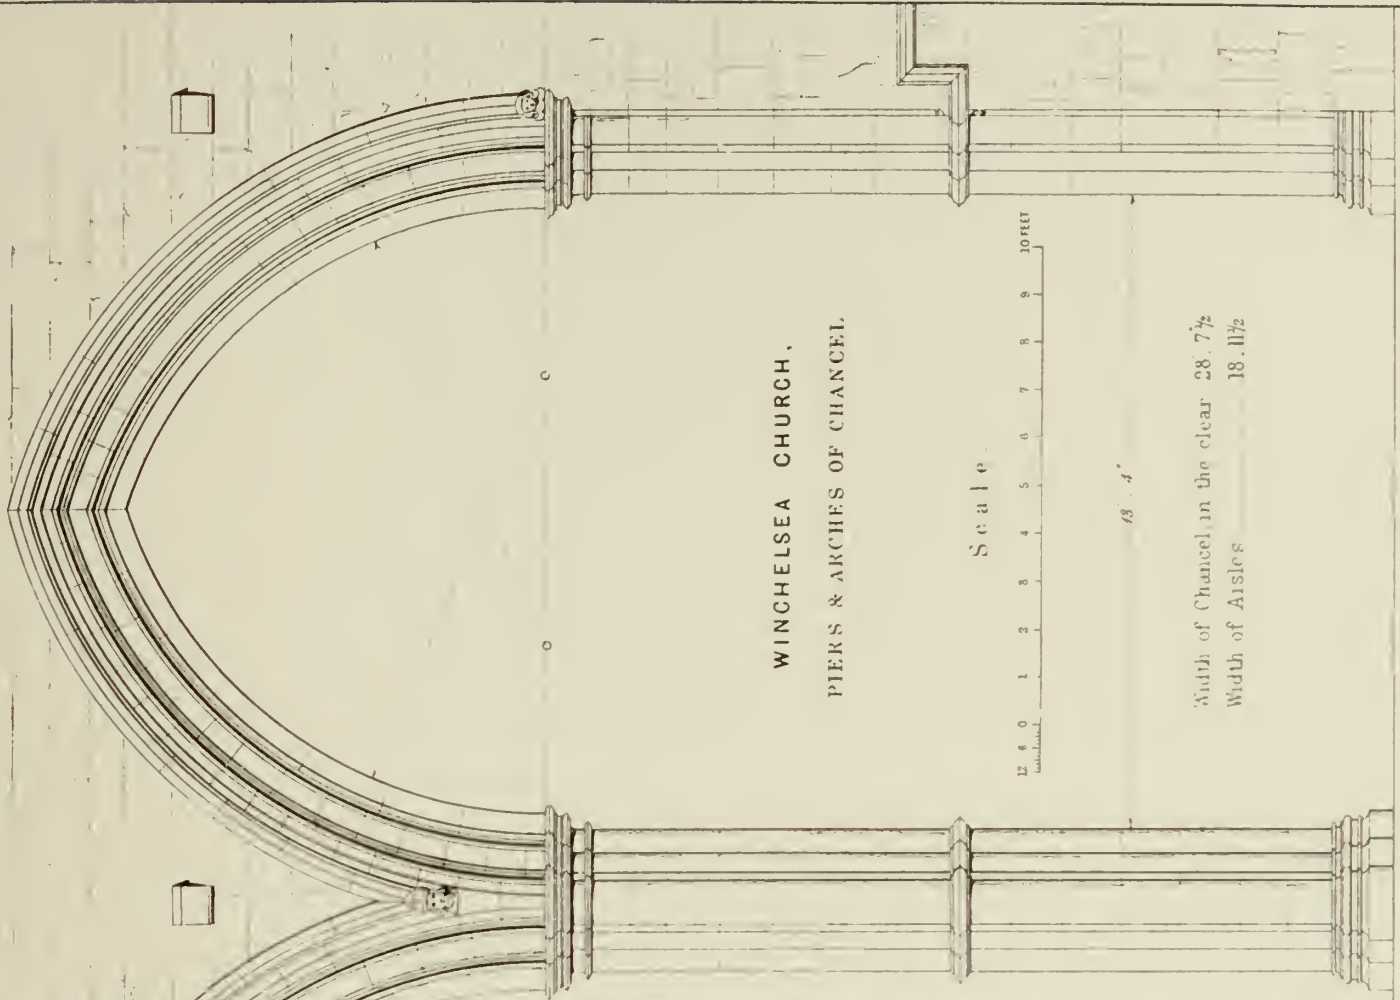 WINCHELSEA CHURCH,
PIERS & ARCHES OF CHANCEL
Scale.
12 6 0 1 2 3 4 5 6 7 8 9 10 FEET
13'. 4"
Width of Chancel, in the clear 28'. 7½
Width of Aisles 18. 11½